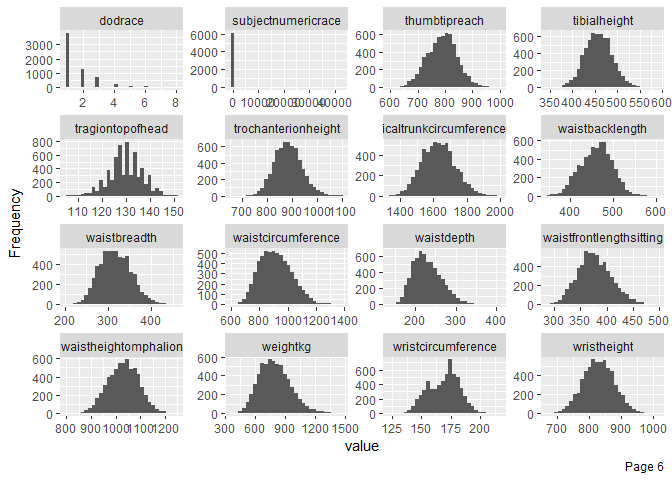 dodrace subjectnumericrace thumbtipreach tibialheight
3000 2000 1000 0
6000 4000 2000 0
600 400 200 0
600 400 200 0
2 4 6 8
0 10000 20000 30000 40000
600 700 800 900 1000
350 400 450 500 550 600
tragiontopofhead trochanterionheight icaltrunkcircumference waistbacklength
800 600 400 200 0
600 400 200 0
400 200 0
600 400 200 0
110 120 130 140 150
700 800 900 1000 1100
1400 1600 1800 2000
400 500 600
Frequency
waistbreadth waistcircumference waistdepth waistfrontlengthsitting
400 200 0
500 400 300 200 100 0
600 400 200 0
600 400 200 0
200 300 400
600 800 1000 1200 1400
200 300 400
300 350 400 450 500
waistheightomphalion weightkg wristcircumference wristheight
600 400 200 0
600 400 200 0
600 400 200 0
400 200 0
800 900 1000 1100 1200
300 600 900 1200 1500
125 150 175 200
700 800 900 1000
value
Page 6